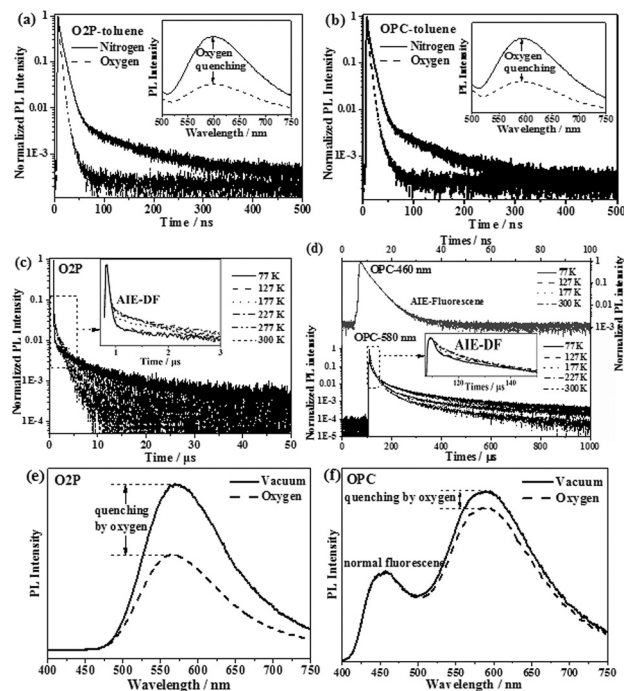 (a)
O2P-toluene
Nitrogen
Oxygen
Oxygen
quenching
PL Intensity
500 550 600 650 700 750
Wavelength / nm
Normalized PL Intensity
1
0.1
0.01
1E-3
0 100 200 300 400 500
Time / ns
(b)
OPC-toluene
Nitrogen
Oxygen
Oxygen
quenching
PL Intensity
500 550 600 650 700 750
Wavelength / nm
Normalized PL Intensity
1
0.1
0.01
1E-3
0 100 200 300 400 500
Time / ns
(c)
O2P
AIE-DF
1 2 3
Time / μs
77 K
127 K
177 K
227 K
277 K
300 K
Normalized PL Intensity
1
0.1
0.01
1E-3
1E-4
0 10 20 30 40 50
Time / μs
(d)
Times / ns
0 20 40 60 80 100
OPC-460 nm
AIE-Fluorescene
77K
127 K
177 K
300 K
1
0.1
0.01
1E-3
Normalized PL Intensity
OPC-580 nm
AIE-DF
120 140
Times / μs
77 K
127 K
177 K
227 K
300 K
Normalized PL intensity
1
0.1
0.01
1E-3
1E-4
1E-5
0 200 400 600 800 1000
Times / μs
(e)
O2P
Vacuum
Oxygen
quenching
by oxygen
PL Intensity
400 450 500 550 600 650 700 750
Wavelength / nm
(f)
OPC
Vacuum
Oxygen
quenching by oxygen
normal fluorescene
PL Intensity
400 450 500 550 600 650 700 750
Wavelength / nm